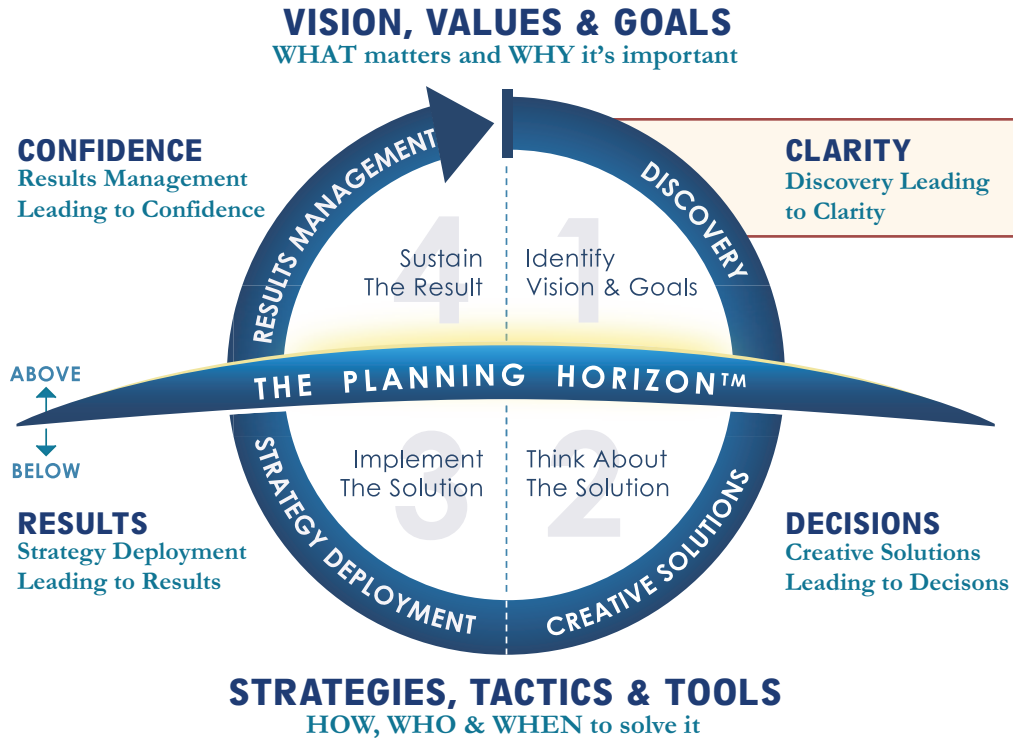 VISION, VALUES & GOALS
WHAT matters and WHY it's important
CONFIDENCE
Results Management
Leading to Confidence
CLARITY
Discovery Leading
to Clarity
RESULTS MANAGEMENT
DISCOVERY
4
Sustain
The Result
1
Identify
Vision & Goals
ABOVE
THE PLANNING HORIZON™
BELOW
3
Implement
The Solution
2
Think About
The Solution
STRATEGY DEPLOYMENT
CREATIVE SOLUTIONS
RESULTS
Strategy Deployment
Leading to Results
DECISIONS
Creative Solutions
Leading to Decisons
STRATEGIES, TACTICS & TOOLS
HOW, WHO & WHEN to solve it